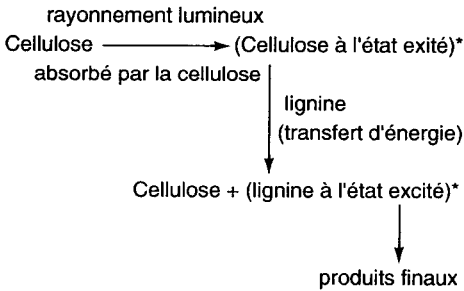 rayonnement lumineux
Cellulose (Cellulose à l'état exité)*
absorbé par la cellulose
lignine
(transfert d'énergie)
Cellulose + (lignine à l'état excité)*
produits finaux